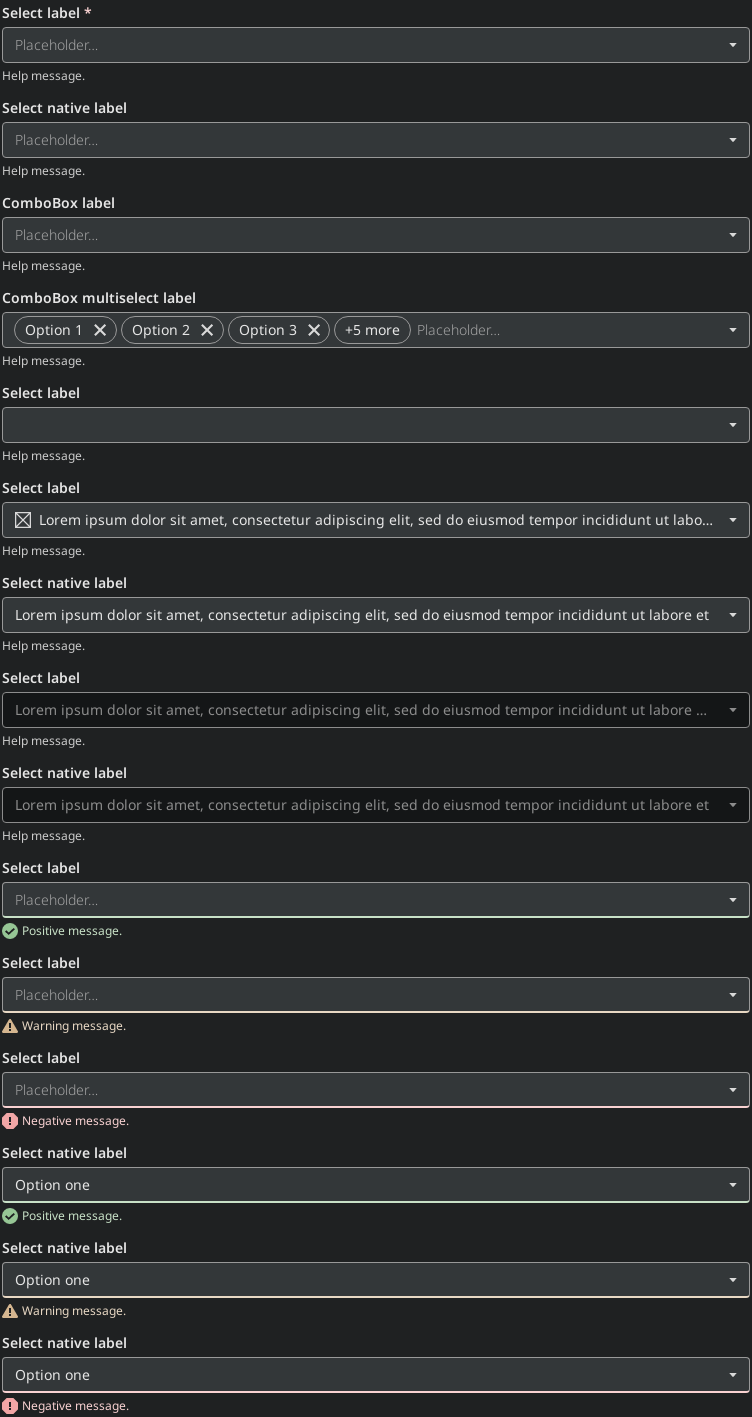 Select label *
Placeholder...
Help message.
Select native label
Placeholder...
Help message.
ComboBox label
Placeholder...
Help message.
ComboBox multiselect label
Option 1 Option 2 Option 3 +5 more Placeholder...
Help message.
Select label
Help message.
Select label
Lorem ipsum dolor sit amet, consectetur adipiscing elit, sed do eiusmod tempor incididunt ut labo...
Help message.
Select native label
Lorem ipsum dolor sit amet, consectetur adipiscing elit, sed do eiusmod tempor incididunt ut labore et
Help message.
Select label
Lorem ipsum dolor sit amet, consectetur adipiscing elit, sed do eiusmod tempor incididunt ut labore ...
Help message.
Select native label
Lorem ipsum dolor sit amet, consectetur adipiscing elit, sed do eiusmod tempor incididunt ut labore et
Help message.
Select label
Placeholder...
Positive message.
Select label
Placeholder...
Warning message.
Select label
Placeholder...
Negative message.
Select native label
Option one
Positive message.
Select native label
Option one
Warning message.
Select native label
Option one
Negative message.